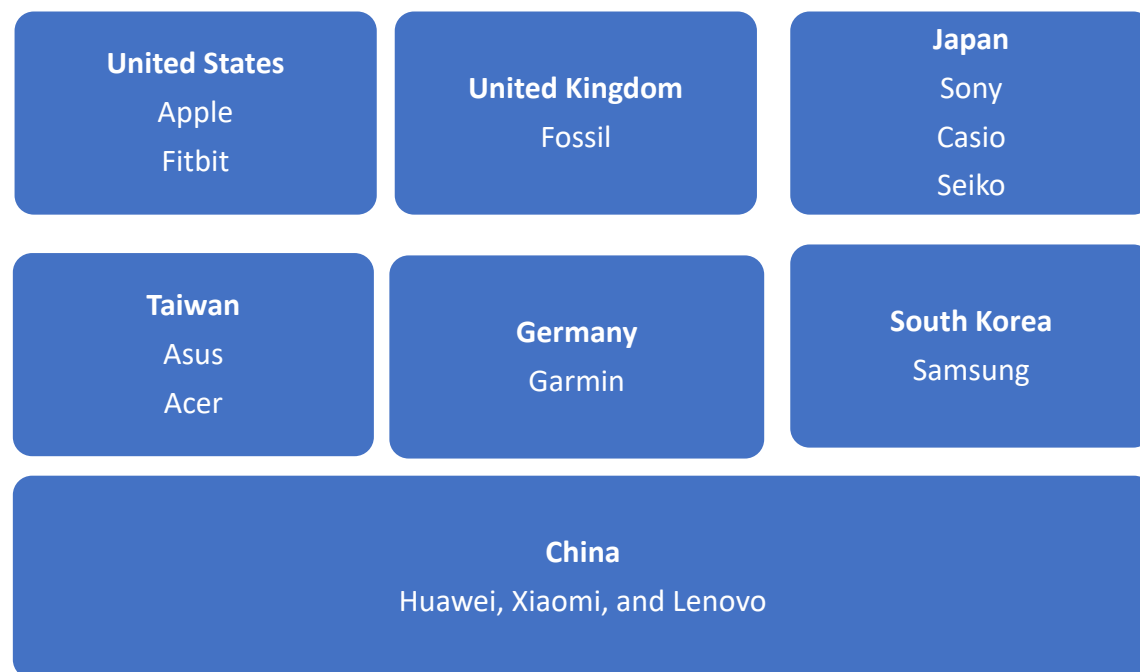 United States
Apple
Fitbit
United Kingdom
Fossil
Japan
Sony
Casio
Seiko
Taiwan
Asus
Acer
Germany
Garmin
South Korea
Samsung
China
Huawei, Xiaomi, and Lenovo